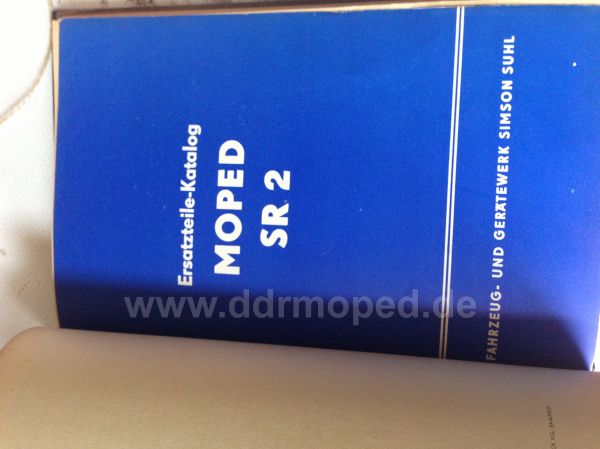 Ersatzteile-Katalog
MOPED
SR 2
FAHRZEUG- UND GERÄTEWERK SIMSON SUHL
www.ddrmoped.de